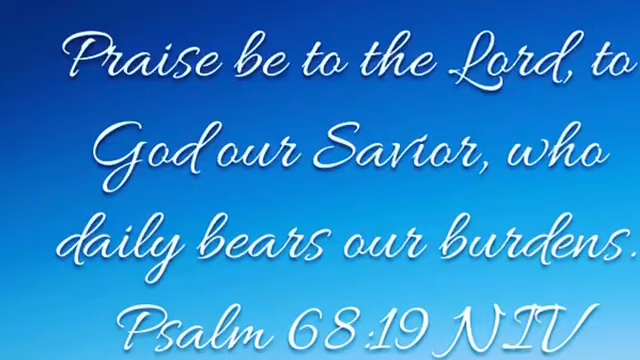 Praise be to the Lord, to
God our Savior, who
daily bears our burdens.
Psalm 68:19 NIV